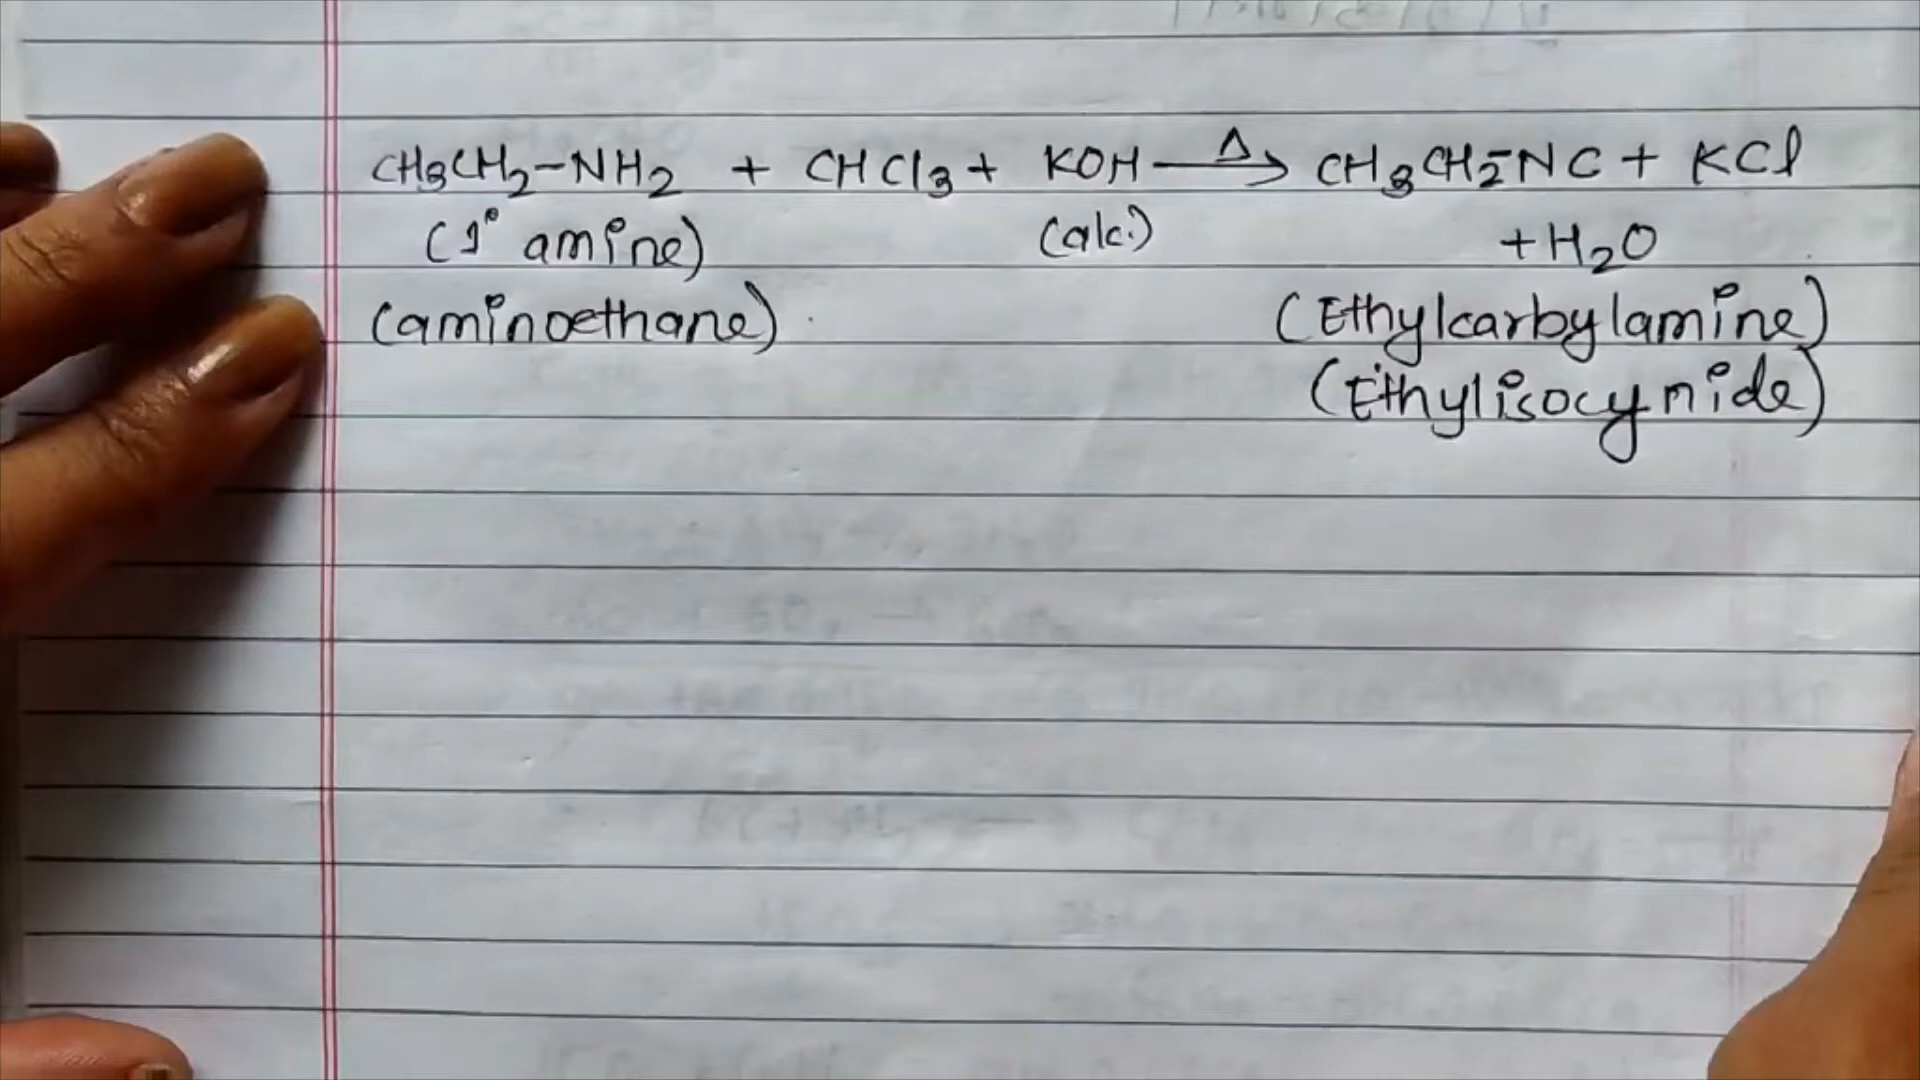 CH3CH2-NH2 + CHCl3 + KOH —Δ→ CH3CH2-NC + KCl
(1° amine) (alc.) + H2O
(aminoethane) (Ethylcarbylamine)
(Ethylisocynide)